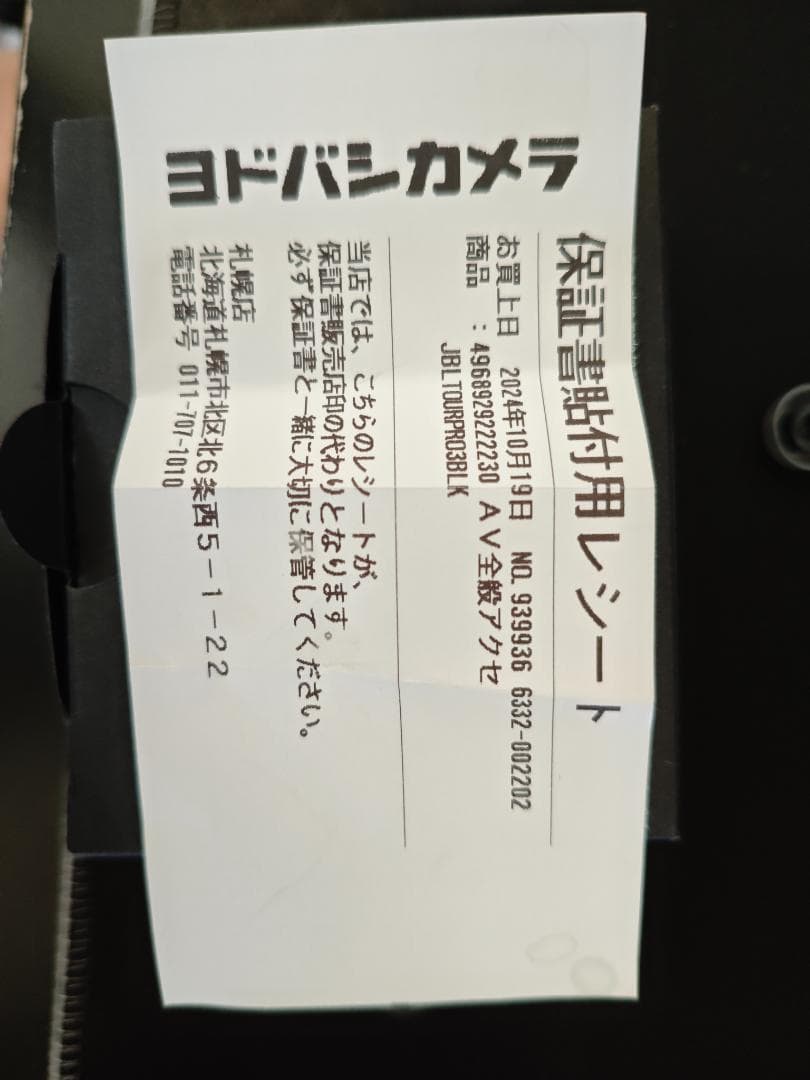 ヨドバシカメラ
保証書貼付用レシート
お買上日 2024年10月19日 NO.939936 6332-002202
商品 :4968929222230 AV全般アクセ
JBLTOURPRO3BLK
当店では、こちらのレシートが、
保証書販売店印の代わりとなります。
必ず保証書と一緒に大切に保管してください。
札幌店
北海道札幌市北区北6条西5-1-22
電話番号 011-707-1010